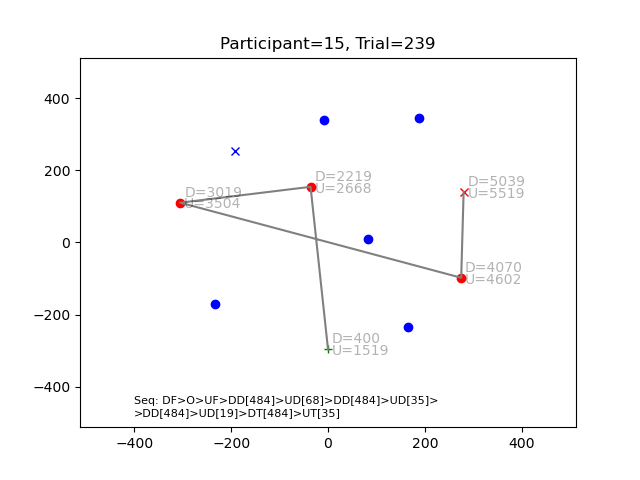 Participant=15, Trial=239
400
200
0
−200
−400
D=2219
U=2668
D=3019
U=3504
D=5039
U=5519
D=4070
U=4602
D=400
U=1519
Seq: DF>O>UF>DD[484]>UD[68]>DD[484]>UD[35]>
>DD[484]>UD[19]>DT[484]>UT[35]
−400 −200 0 200 400